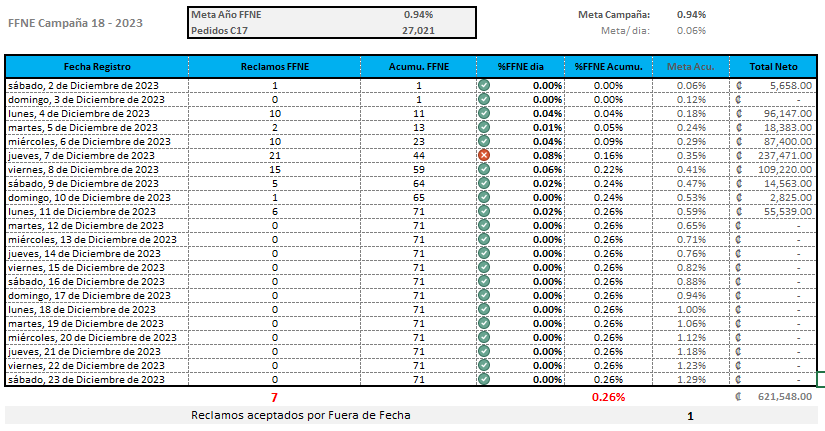 FFNE Campaña 18 - 2023
Meta Año FFNE 0.94%
Pedidos C17 27,021
Meta Campaña: 0.94%
Meta/ dia: 0.06%
Fecha Registro Reclamos FFNE Acumu. FFNE %FFNE dia %FFNE Acumu. Meta Acu. Total Neto
sábado, 2 de Diciembre de 2023 1 1 0.00% 0.00% 0.06% ₡ 5,658.00
domingo, 3 de Diciembre de 2023 0 1 0.00% 0.00% 0.12% ₡ -
lunes, 4 de Diciembre de 2023 10 11 0.04% 0.04% 0.18% ₡ 96,147.00
martes, 5 de Diciembre de 2023 2 13 0.01% 0.05% 0.24% ₡ 18,383.00
miércoles, 6 de Diciembre de 2023 10 23 0.04% 0.09% 0.29% ₡ 87,400.00
jueves, 7 de Diciembre de 2023 21 44 0.08% 0.16% 0.35% ₡ 237,471.00
viernes, 8 de Diciembre de 2023 15 59 0.06% 0.22% 0.41% ₡ 109,220.00
sábado, 9 de Diciembre de 2023 5 64 0.02% 0.24% 0.47% ₡ 14,563.00
domingo, 10 de Diciembre de 2023 1 65 0.00% 0.24% 0.53% ₡ 2,825.00
lunes, 11 de Diciembre de 2023 6 71 0.02% 0.26% 0.59% ₡ 55,539.00
martes, 12 de Diciembre de 2023 0 71 0.00% 0.26% 0.65% ₡ -
miércoles, 13 de Diciembre de 2023 0 71 0.00% 0.26% 0.71% ₡ -
jueves, 14 de Diciembre de 2023 0 71 0.00% 0.26% 0.76% ₡ -
viernes, 15 de Diciembre de 2023 0 71 0.00% 0.26% 0.82% ₡ -
sábado, 16 de Diciembre de 2023 0 71 0.00% 0.26% 0.88% ₡ -
domingo, 17 de Diciembre de 2023 0 71 0.00% 0.26% 0.94% ₡ -
lunes, 18 de Diciembre de 2023 0 71 0.00% 0.26% 1.00% ₡ -
martes, 19 de Diciembre de 2023 0 71 0.00% 0.26% 1.06% ₡ -
miércoles, 20 de Diciembre de 2023 0 71 0.00% 0.26% 1.12% ₡ -
jueves, 21 de Diciembre de 2023 0 71 0.00% 0.26% 1.18% ₡ -
viernes, 22 de Diciembre de 2023 0 71 0.00% 0.26% 1.23% ₡ -
sábado, 23 de Diciembre de 2023 0 71 0.00% 0.26% 1.29% ₡ -
7 0.26% ₡ 621,548.00
Reclamos aceptados por Fuera de Fecha 1